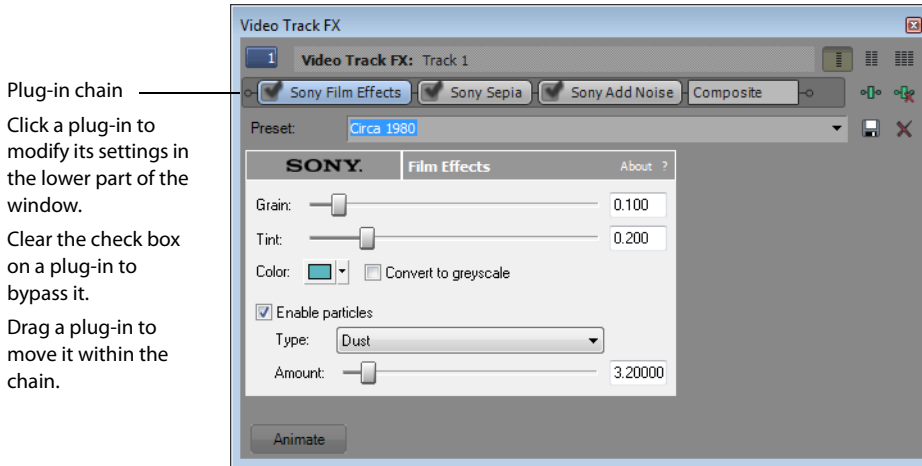 Plug-in chain
Click a plug-in to
modify its settings in
the lower part of the
window.
Clear the check box
on a plug-in to
bypass it.
Drag a plug-in to
move it within the
chain.
Video Track FX
1 Video Track FX: Track 1
Sony Film Effects Sony Sepia Sony Add Noise Composite
Preset: Circa 1980
SONY. Film Effects About ?
Grain: 0.100
Tint: 0.200
Color: Convert to greyscale
Enable particles
Type: Dust
Amount: 3.20000
Animate